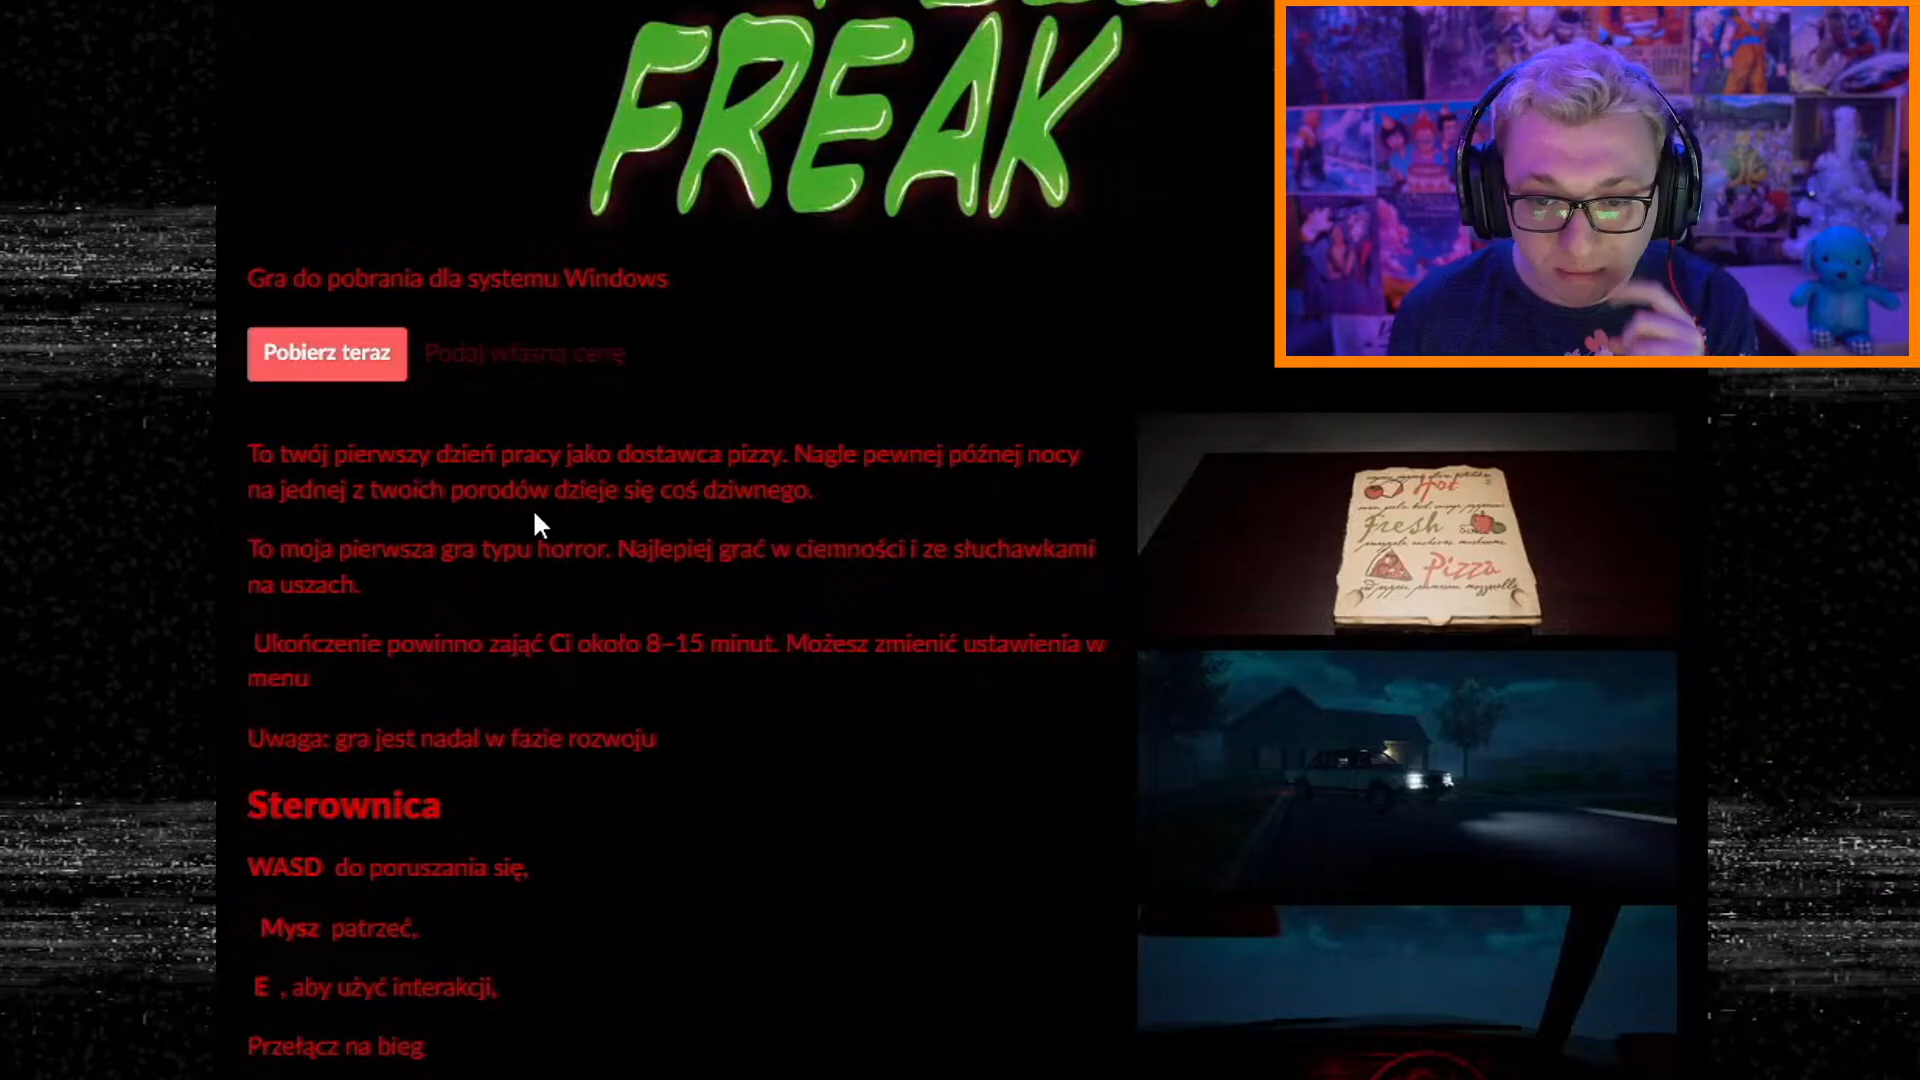 FREAK
Gra do pobrania dla systemu Windows
Pobierz teraz Podaj własną cenę
To twój pierwszy dzień pracy jako dostawca pizzy. Nagle pewnej późnej nocy
na jednej z twoich porodów dzieje się coś dziwnego.
To moja pierwsza gra typu horror. Najlepiej grać w ciemności i ze słuchawkami
na uszach.
Ukończenie powinno zająć Ci około 8–15 minut. Możesz zmienić ustawienia w
menu
Uwaga: gra jest nadal w fazie rozwoju
Sterownica
WASD do poruszania się,
Mysz patrzeć,
E , aby użyć interakcji,
Przełącz na bieg
Hot
Fresh
Pizza